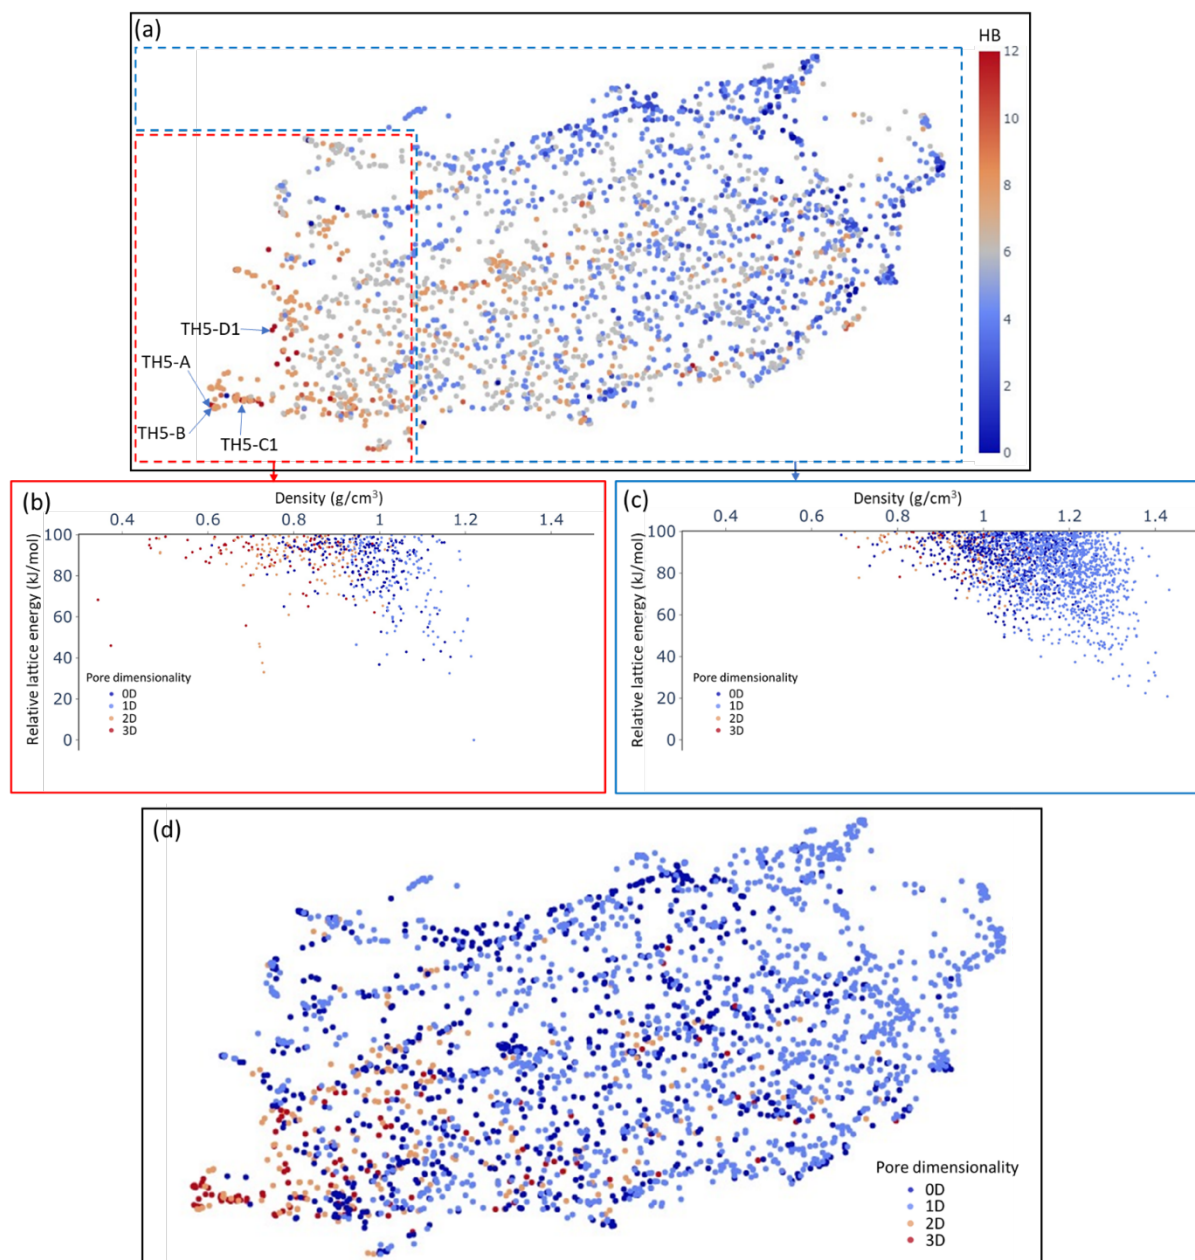 (a)
HB
12
10
8
6
4
2
0
TH5-D1
TH5-A
TH5-B
TH5-C1
(b)
Density (g/cm³)
0.4 0.6 0.8 1 1.2 1.4
Relative lattice energy (kJ/mol)
100
80
60
40
20
0
Pore dimensionality
0D
1D
2D
3D
(c)
Density (g/cm³)
0.4 0.6 0.8 1 1.2 1.4
Relative lattice energy (kJ/mol)
100
80
60
40
20
0
Pore dimensionality
0D
1D
2D
3D
(d)
Pore dimensionality
0D
1D
2D
3D